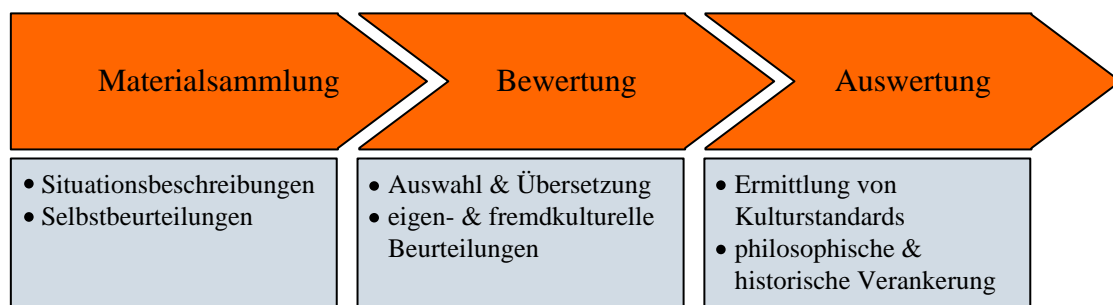 Materialsammlung
Bewertung
Auswertung
• Situationsbeschreibungen
• Selbstbeurteilungen
• Auswahl & Übersetzung
• eigen- & fremdkulturelle
Beurteilungen
• Ermittlung von
Kulturstandards
• philosophische &
historische Verankerung